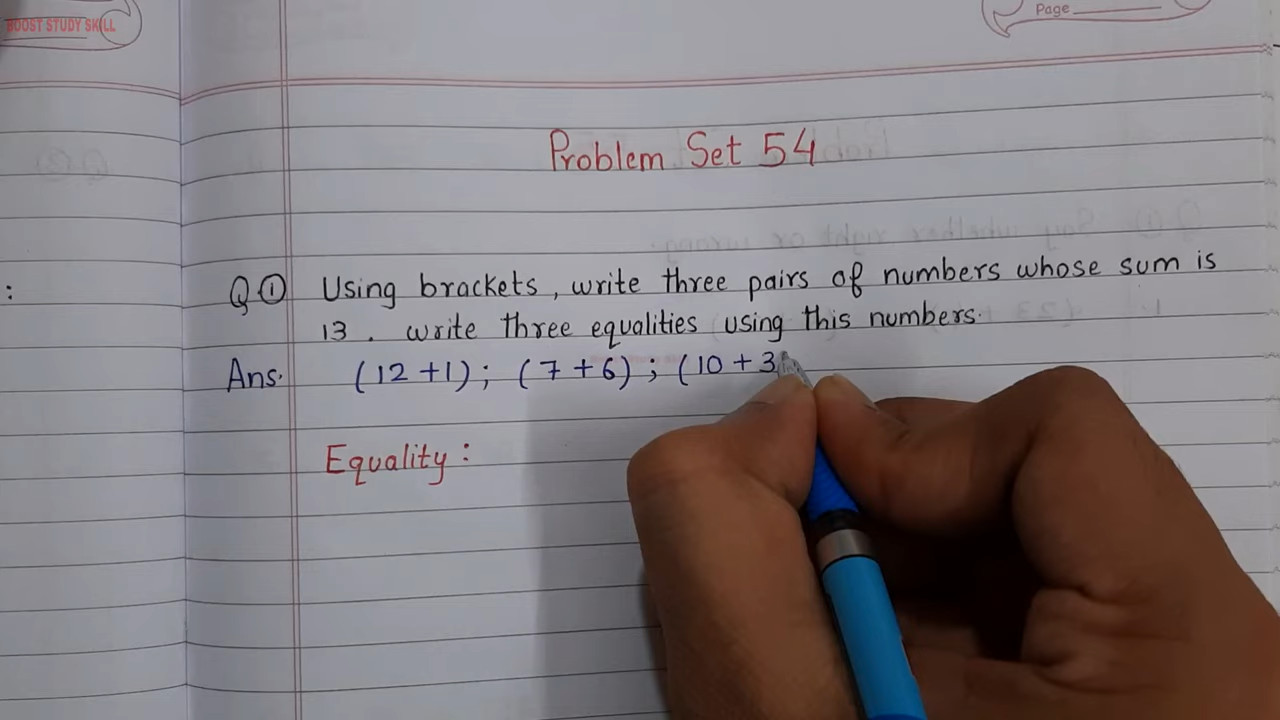 BOOST STUDY SKILL
Page
Problem Set 54
:
Q① Using brackets, write three pairs of numbers whose sum is
13. write three equalities using this numbers.
Ans. (12 +1); (7 +6); (10 + 3
Equality :